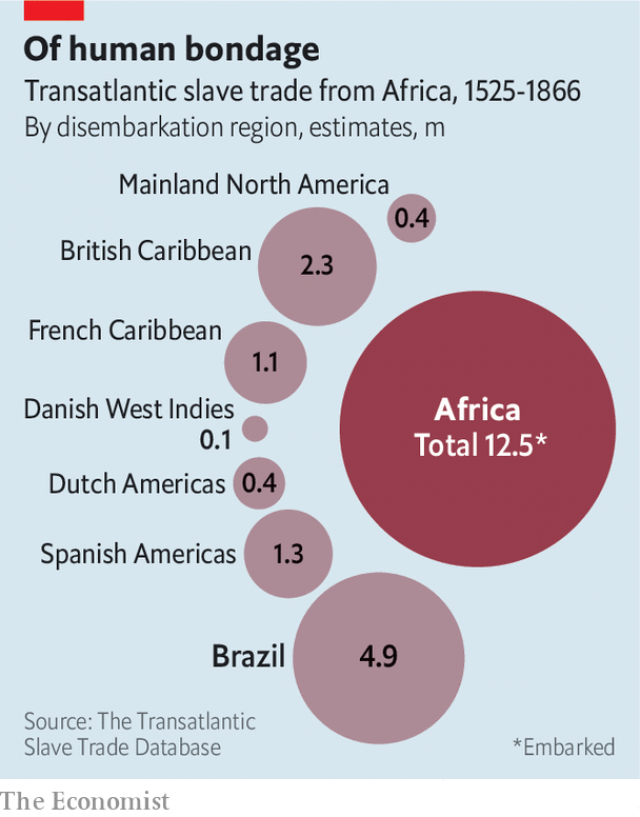 Of human bondage
Transatlantic slave trade from Africa, 1525-1866
By disembarkation region, estimates, m
Mainland North America
0.4
British Caribbean
2.3
French Caribbean
1.1
Danish West Indies
0.1
Dutch Americas
0.4
Spanish Americas
1.3
Brazil
4.9
Africa
Total 12.5*
Source: The Transatlantic
Slave Trade Database
*Embarked
The Economist